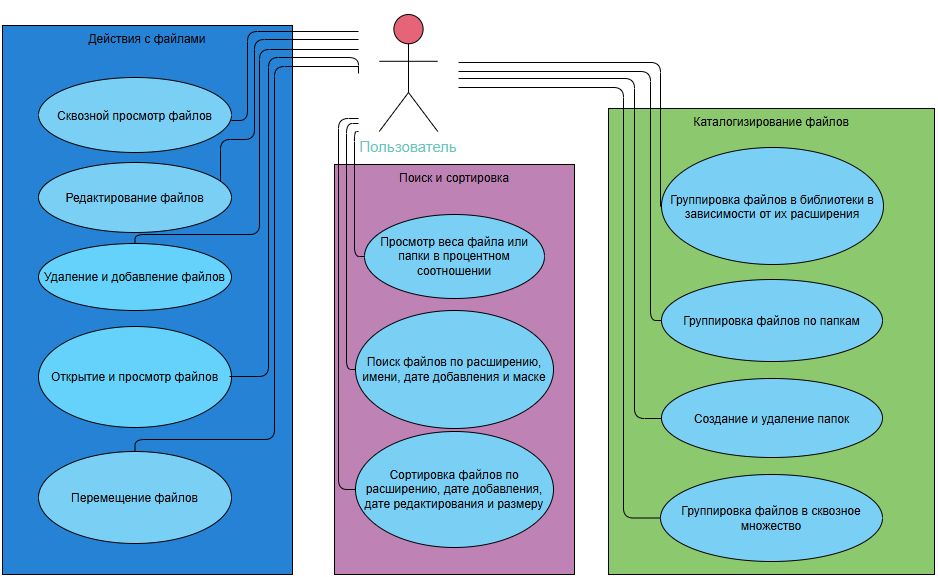 Действия с файлами
Сквозной просмотр файлов
Редактирование файлов
Удаление и добавление файлов
Открытие и просмотр файлов
Перемещение файлов
Пользователь
Поиск и сортировка
Просмотр веса файла или
папки в процентном
соотношении
Поиск файлов по расширению,
имени, дате добавления и маске
Сортировка файлов по
расширению, дате добавления,
дате редактирования и размеру
Каталогизирование файлов
Группировка файлов в библиотеки в
зависимости от их расширения
Группировка файлов по папкам
Создание и удаление папок
Группировка файлов в сквозное
множество